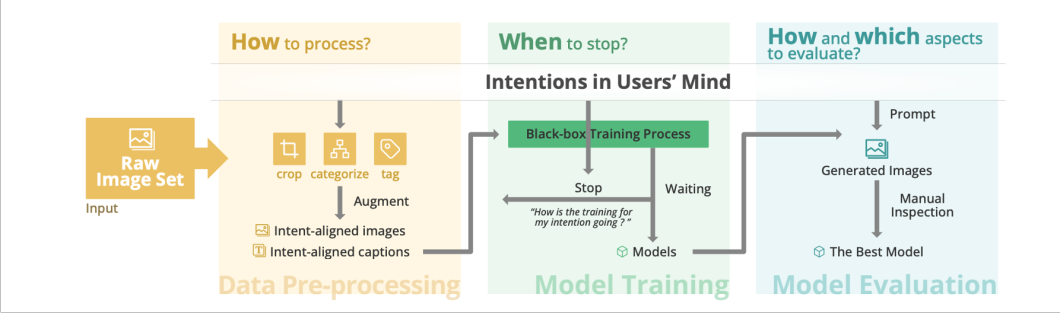 How to process?
When to stop?
How and which aspects
to evaluate?
Intentions in Users’ Mind
Raw
Image Set
Input
crop
categorize
tag
Augment
Intent-aligned images
T Intent-aligned captions
Data Pre-processing
Black-box Training Process
Stop
Waiting
“How is the training for
my intention going ? ”
Models
Model Training
Prompt
Generated Images
Manual
Inspection
The Best Model
Model Evaluation